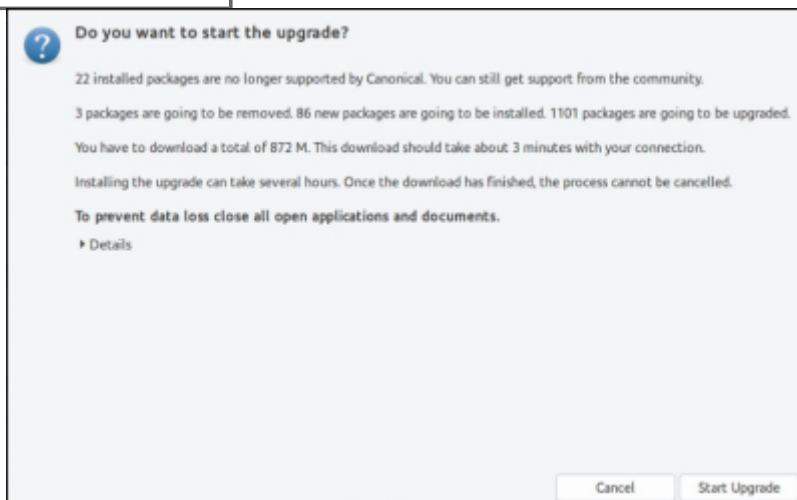 Do you want to start the upgrade?
22 installed packages are no longer supported by Canonical. You can still get support from the community.
3 packages are going to be removed. 86 new packages are going to be installed. 1101 packages are going to be upgraded.
You have to download a total of 872 M. This download should take about 3 minutes with your connection.
Installing the upgrade can take several hours. Once the download has finished, the process cannot be cancelled.
To prevent data loss close all open applications and documents.
Details
Cancel Start Upgrade